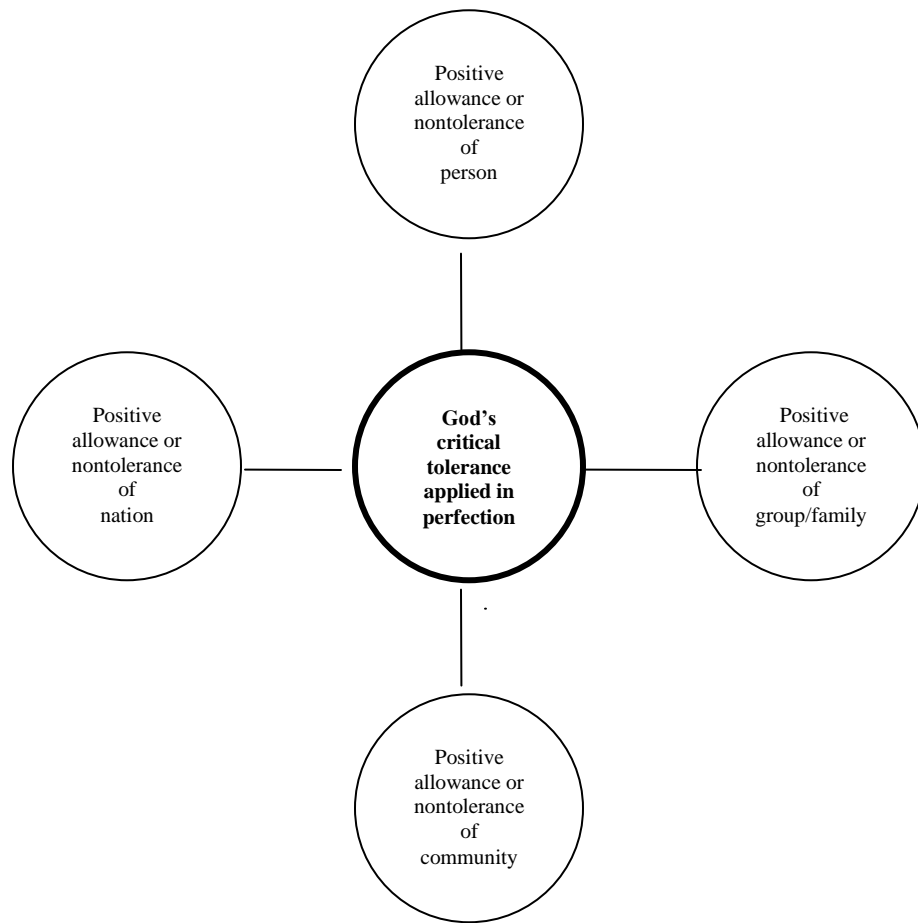 Positive
allowance or
nontolerance
of
person
Positive
allowance or
nontolerance
of
nation
God’s
critical
tolerance
applied in
perfection
Positive
allowance or
nontolerance
of
group/family
.
Positive
allowance or
nontolerance
of
community